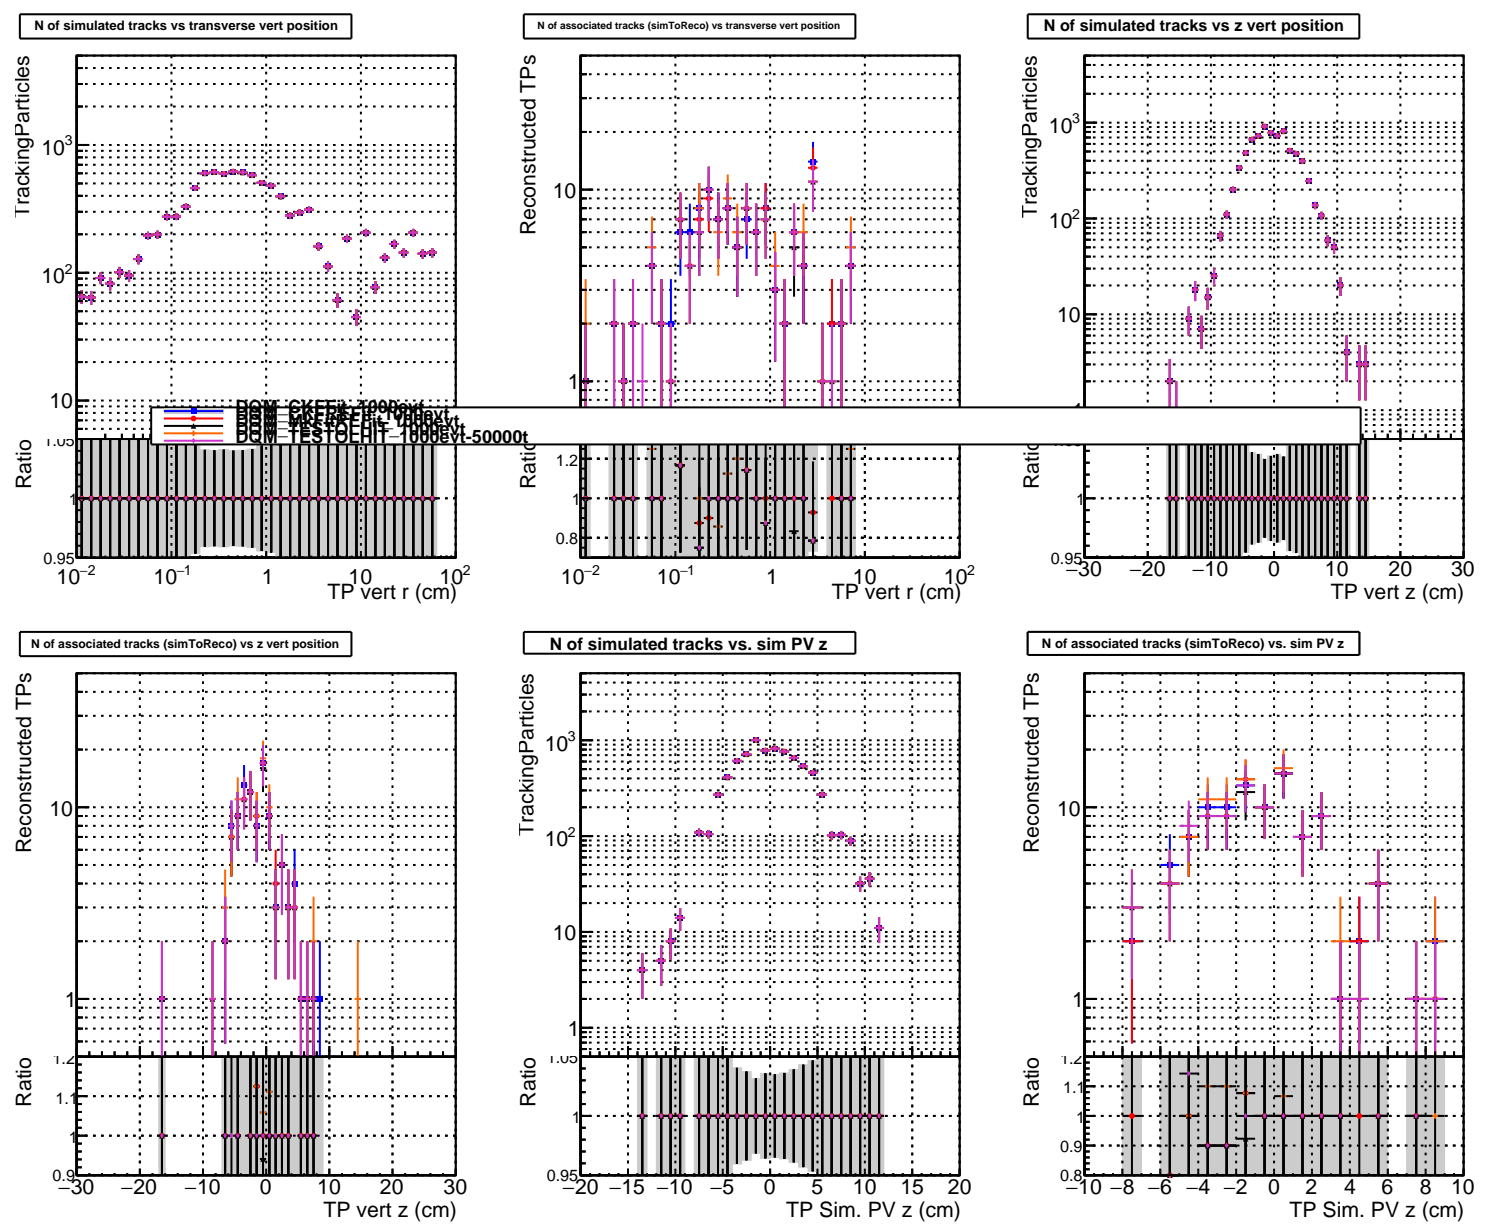 N of simulated tracks vs transverse vert position
TrackingParticles
10³
10²
10
Ratio
1.05
1
0.95
10⁻² 10⁻¹ 1 10 10²
TP vert r (cm)
N of associated tracks (simToReco) vs transverse vert position
Reconstructed TPs
10
1
Ratio
1.2
1
0.8
10⁻² 10⁻¹ 1 10 10²
TP vert r (cm)
N of simulated tracks vs z vert position
TrackingParticles
10³
10²
10
1
Ratio
1
0.95
−30 −20 −10 0 10 20 30
TP vert z (cm)
DQM_TESTOLHIT_1000evt-50000t
N of associated tracks (simToReco) vs z vert position
Reconstructed TPs
10
1
Ratio
1.2
1.1
1
0.9
−30 −20 −10 0 10 20 30
TP vert z (cm)
N of simulated tracks vs. sim PV z
TrackingParticles
10³
10²
10
1
Ratio
1.05
1
0.95
−20 −15 −10 −5 0 5 10 15 20
TP Sim. PV z (cm)
N of associated tracks (simToReco) vs. sim PV z
Reconstructed TPs
10
1
Ratio
1.2
1.1
1
0.9
0.8
−10 −8 −6 −4 −2 0 2 4 6 8 10
TP Sim. PV z (cm)